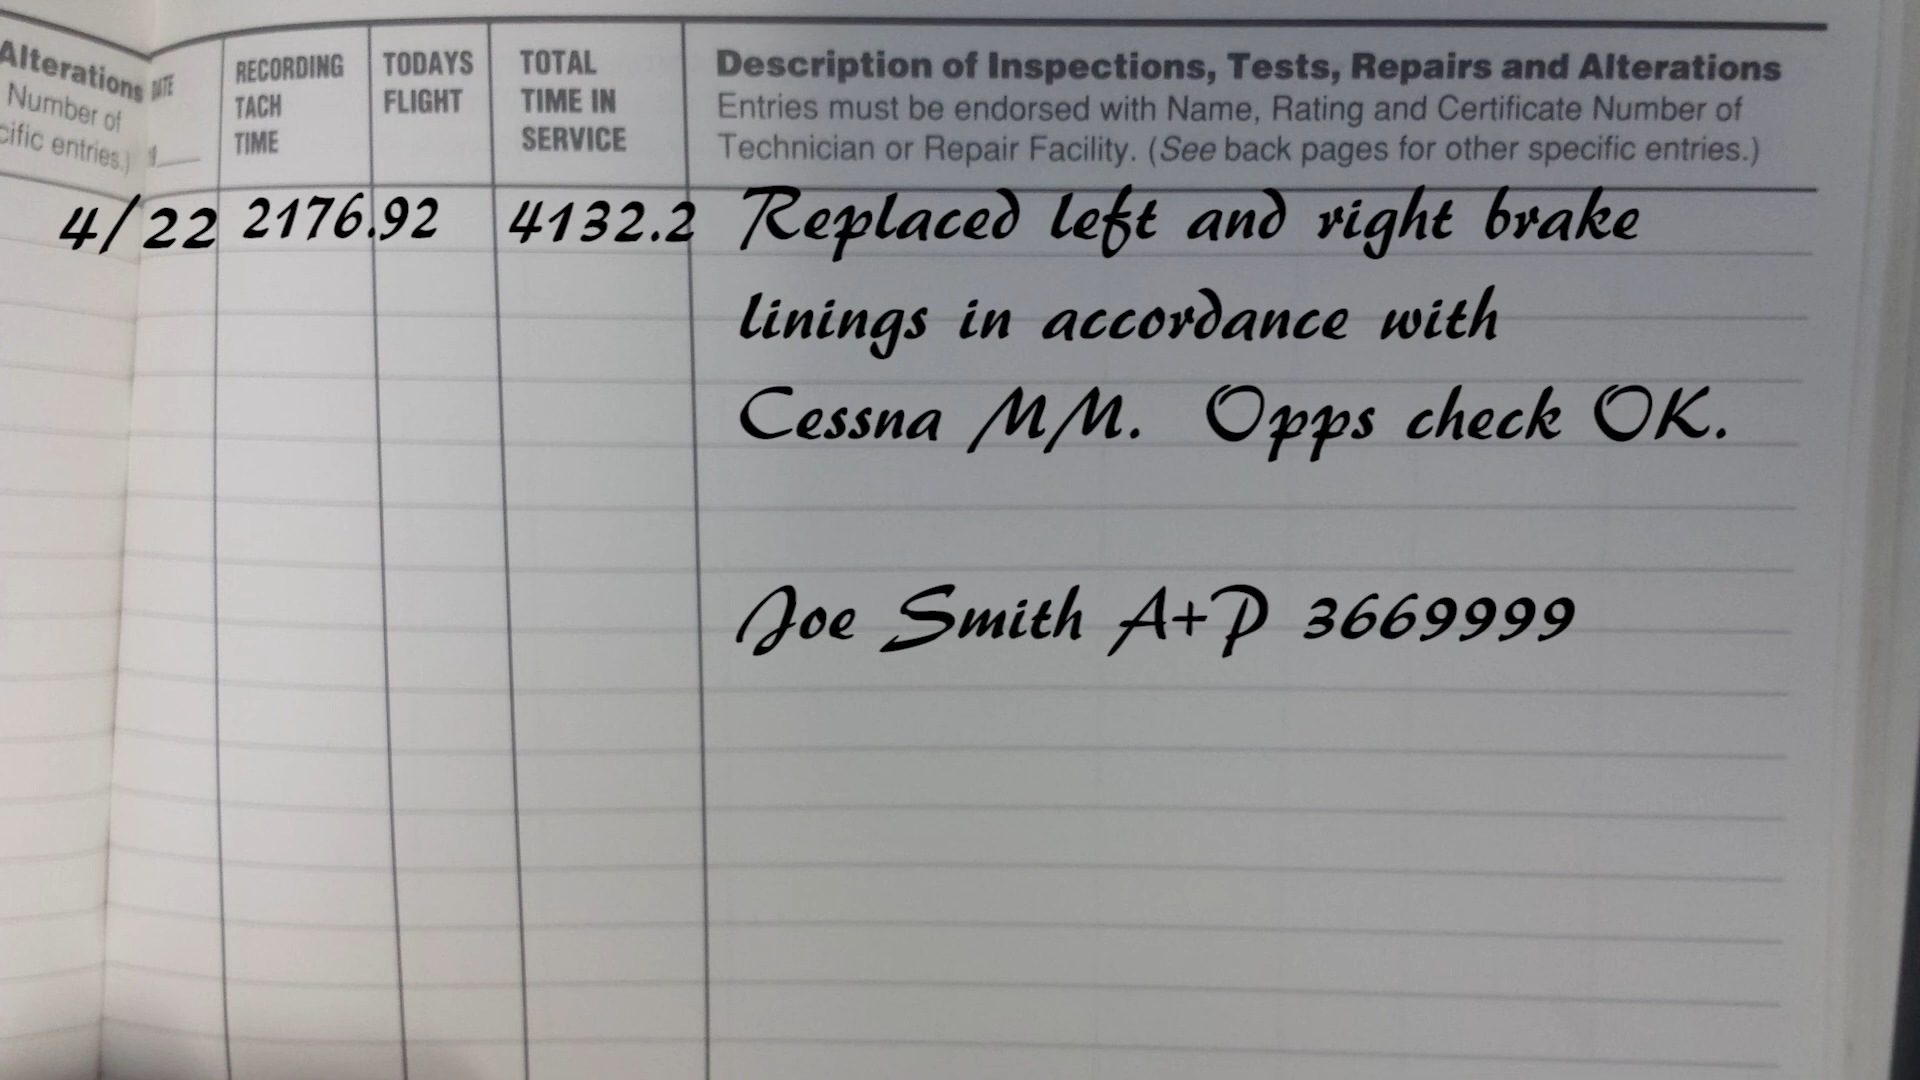 Alterations
Number of
cific entries.)
DATE
RECORDING
TACH
TIME
TODAYS
FLIGHT
TOTAL
TIME IN
SERVICE
Description of Inspections, Tests, Repairs and Alterations
Entries must be endorsed with Name, Rating and Certificate Number of
Technician or Repair Facility. (See back pages for other specific entries.)
4/22 2176.92 4132.2 Replaced left and right brake
linings in accordance with
Cessna MM. Opps check OK.
Joe Smith A+P 3669999